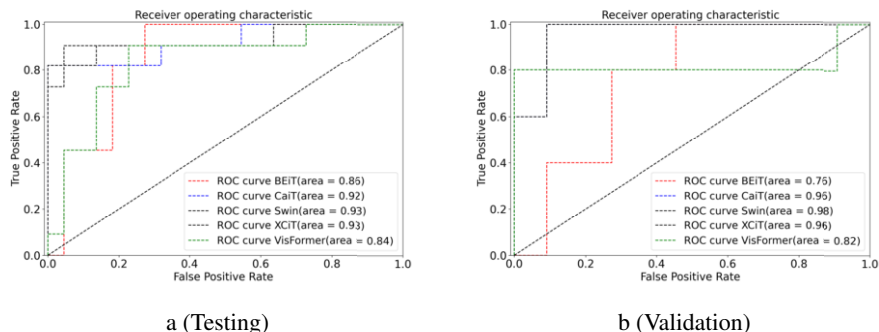 Receiver operating characteristic
1.0
0.8
0.6
0.4
0.2
0.0
True Positive Rate
ROC curve BEiT(area = 0.86)
ROC curve CaiT(area = 0.92)
ROC curve Swin(area = 0.93)
ROC curve XCiT(area = 0.93)
ROC curve VisFormer(area = 0.84)
0.0 0.2 0.4 0.6 0.8 1.0
False Positive Rate
a (Testing)
Receiver operating characteristic
1.0
0.8
0.6
0.4
0.2
0.0
True Positive Rate
ROC curve BEiT(area = 0.76)
ROC curve CaiT(area = 0.96)
ROC curve Swin(area = 0.98)
ROC curve XCiT(area = 0.96)
ROC curve VisFormer(area = 0.82)
0.0 0.2 0.4 0.6 0.8 1.0
False Positive Rate
b (Validation)